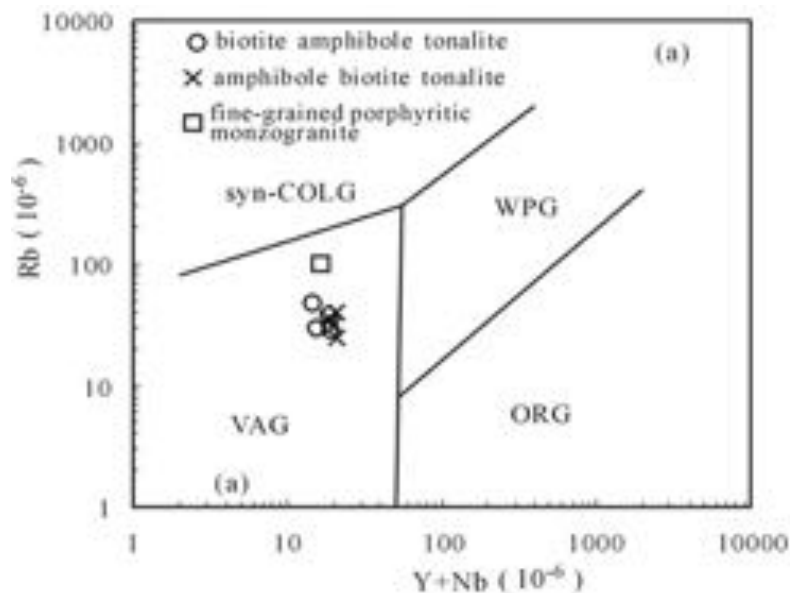 10000
biotite amphibole tonalite
(a)
amphibole biotite tonalite
fine-grained porphyritic
monzogranite
1000
syn-COLG
WPG
Rb ( 10⁻⁶ )
100
10
VAG
ORG
(a)
1
1
10
100
1000
10000
Y+Nb ( 10⁻⁶ )